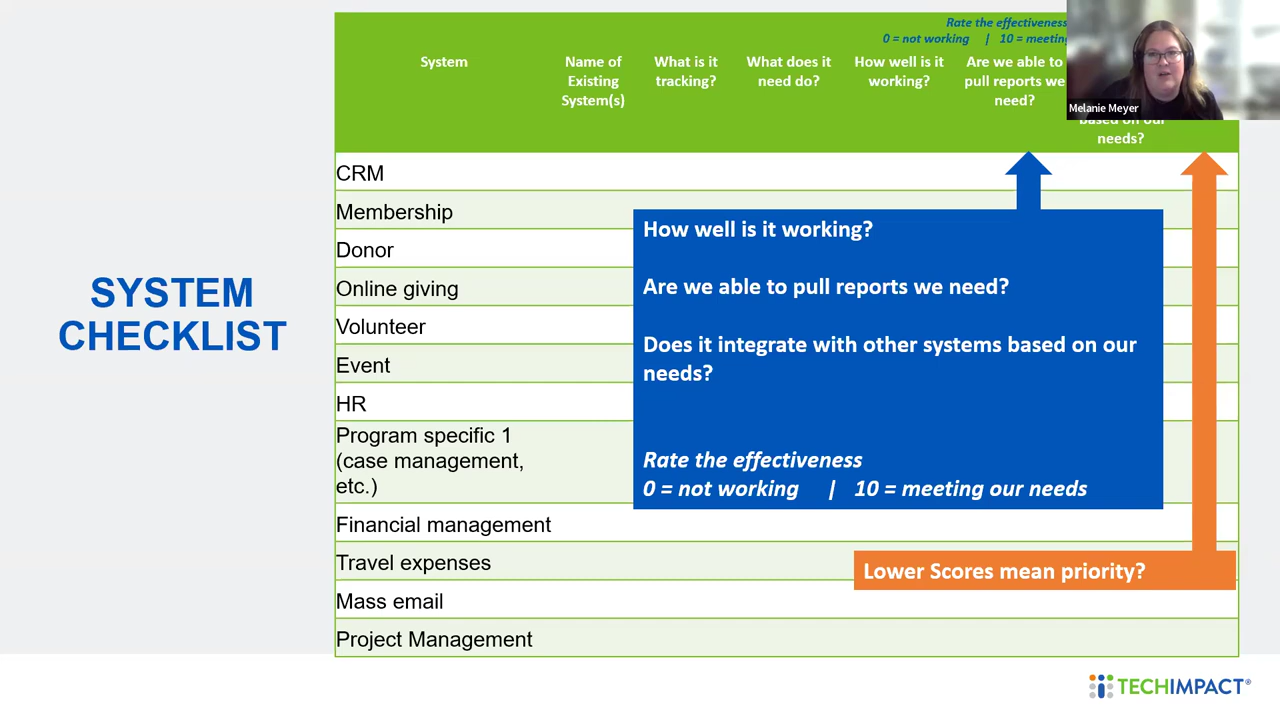 Rate the effectiveness
0 = not working | 10 = meeting
System
Name of
Existing
System(s)
What is it
tracking?
What does it
need do?
How well is it
working?
Are we able to
pull reports we
need?
based on our
needs?
Melanie Meyer
SYSTEM
CHECKLIST
CRM
Membership
Donor
Online giving
Volunteer
Event
HR
Program specific 1
(case management,
etc.)
Financial management
Travel expenses
Mass email
Project Management
How well is it working?
Are we able to pull reports we need?
Does it integrate with other systems based on our
needs?
Rate the effectiveness
0 = not working | 10 = meeting our needs
Lower Scores mean priority?
TECHIMPACT®